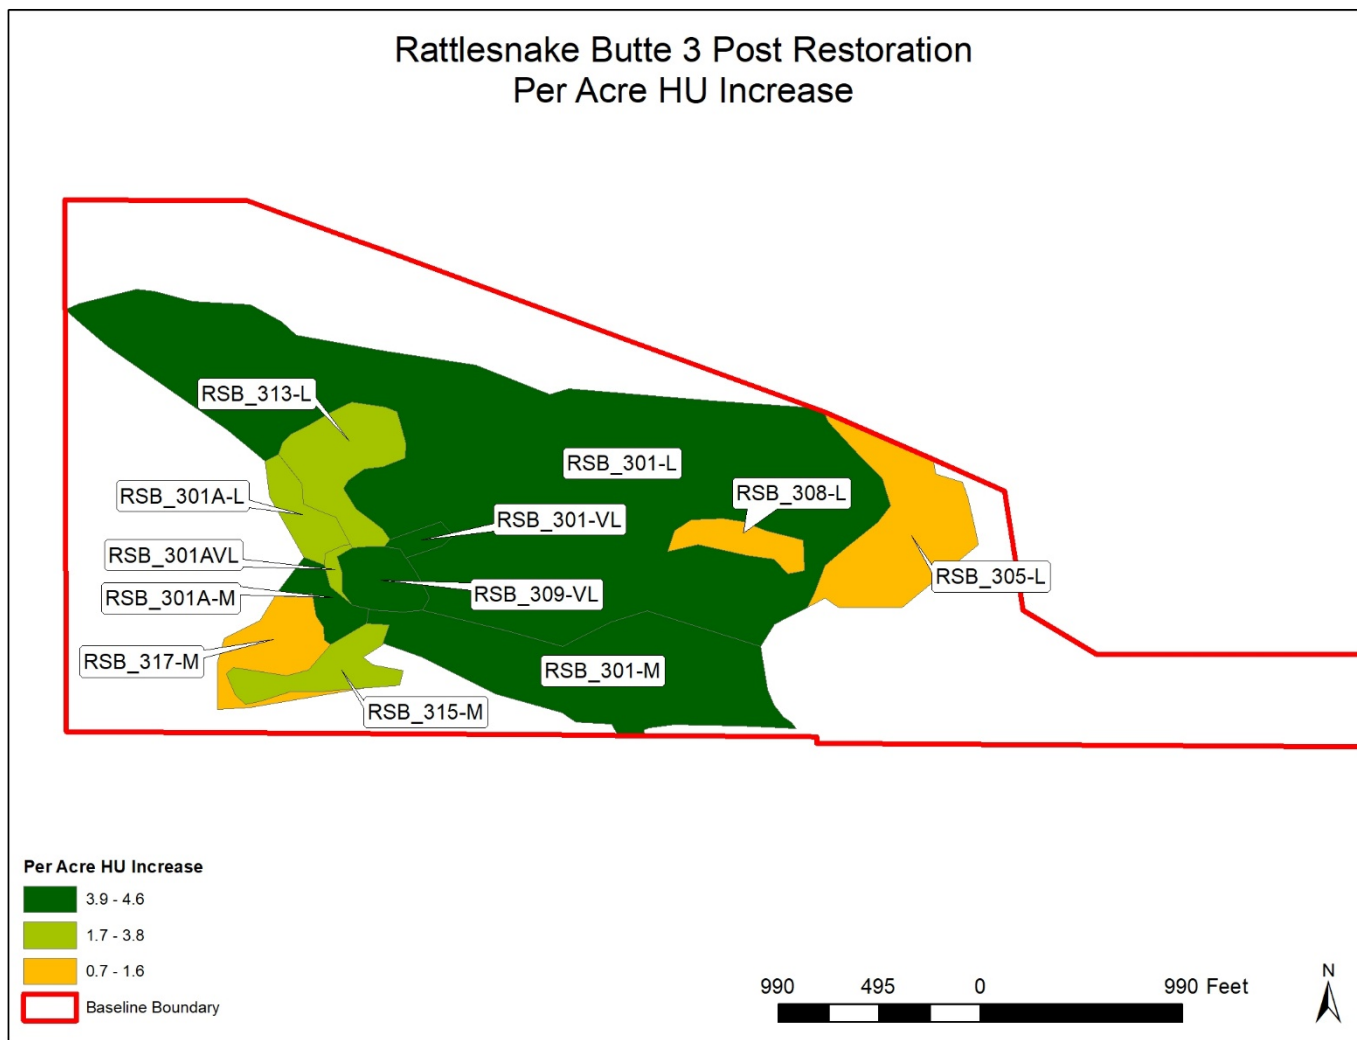 Rattlesnake Butte 3 Post Restoration
Per Acre HU Increase
RSB_313-L
RSB_301-L
RSB_308-L
RSB_301A-L
RSB_301-VL
RSB_301AVL
RSB_305-L
RSB_301A-M
RSB_309-VL
RSB_317-M
RSB_301-M
RSB_315-M
Per Acre HU Increase
3.9 - 4.6
1.7 - 3.8
0.7 - 1.6
Baseline Boundary
990 495 0 990 Feet
N